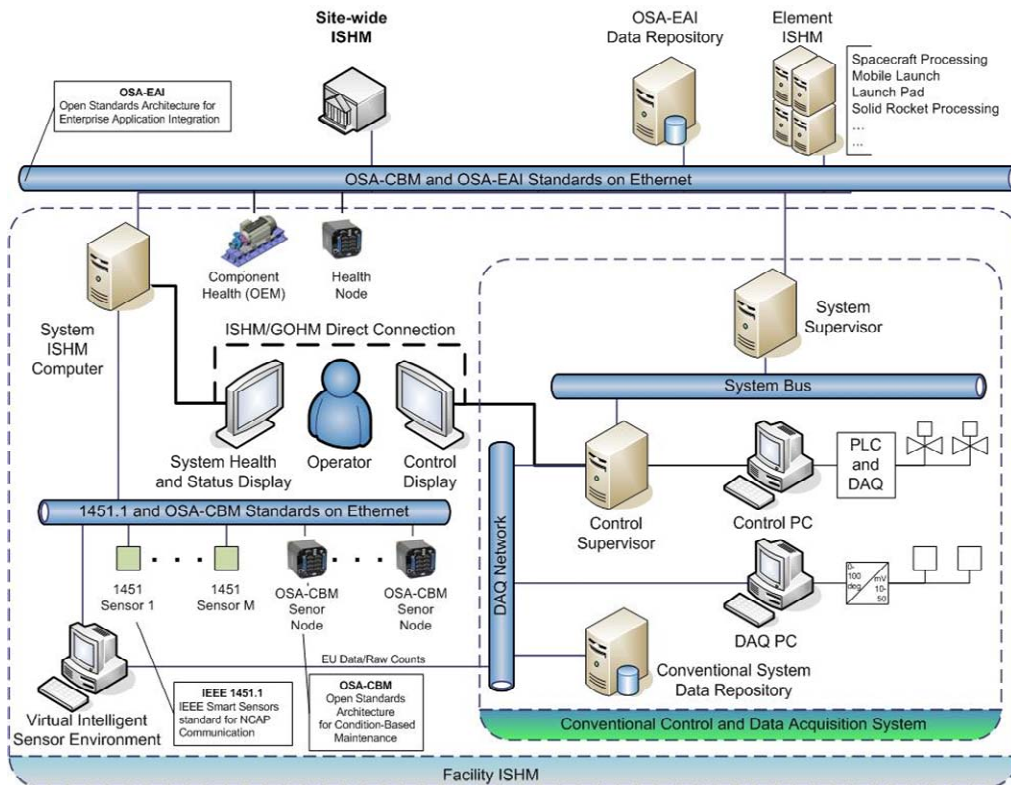 Site-wide
ISHM
OSA-EAI
Data Repository
Element
ISHM
Spacecraft Processing
Mobile Launch
Launch Pad
Solid Rocket Processing
...
...
OSA-EAI
Open Standards Architecture for
Enterprise Application Integration
OSA-CBM and OSA-EAI Standards on Ethernet
System
ISHM
Computer
Component
Health (OEM)
Health
Node
System
Supervisor
ISHM/GOHM Direct Connection
System Bus
System Health
and Status Display
Operator
Control
Display
Control
Supervisor
Control PC
PLC
and
DAQ
1451.1 and OSA-CBM Standards on Ethernet
DAQ Network
1451
Sensor 1
1451
Sensor M
OSA-CBM
Senor
Node
OSA-CBM
Senor
Node
DAQ PC
0-
100
deg
mV
10-
50
Virtual Intelligent
Sensor Environment
EU Data/Raw Counts
IEEE 1451.1
IEEE Smart Sensors
standard for NCAP
Communication
OSA-CBM
Open Standards
Architecture
for Condition-Based
Maintenance
Conventional System
Data Repository
Conventional Control and Data Acquisition System
Facility ISHM